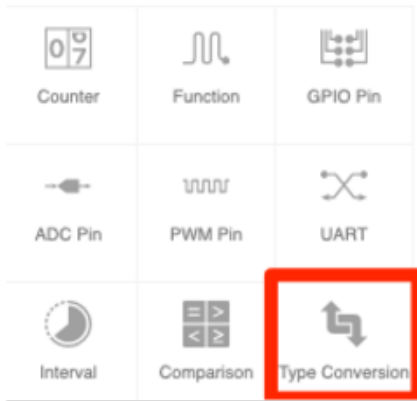 0 7
Counter
Function
GPIO Pin
ADC Pin
PWM Pin
UART
= >
< ≥
Interval
Comparison
Type Conversion